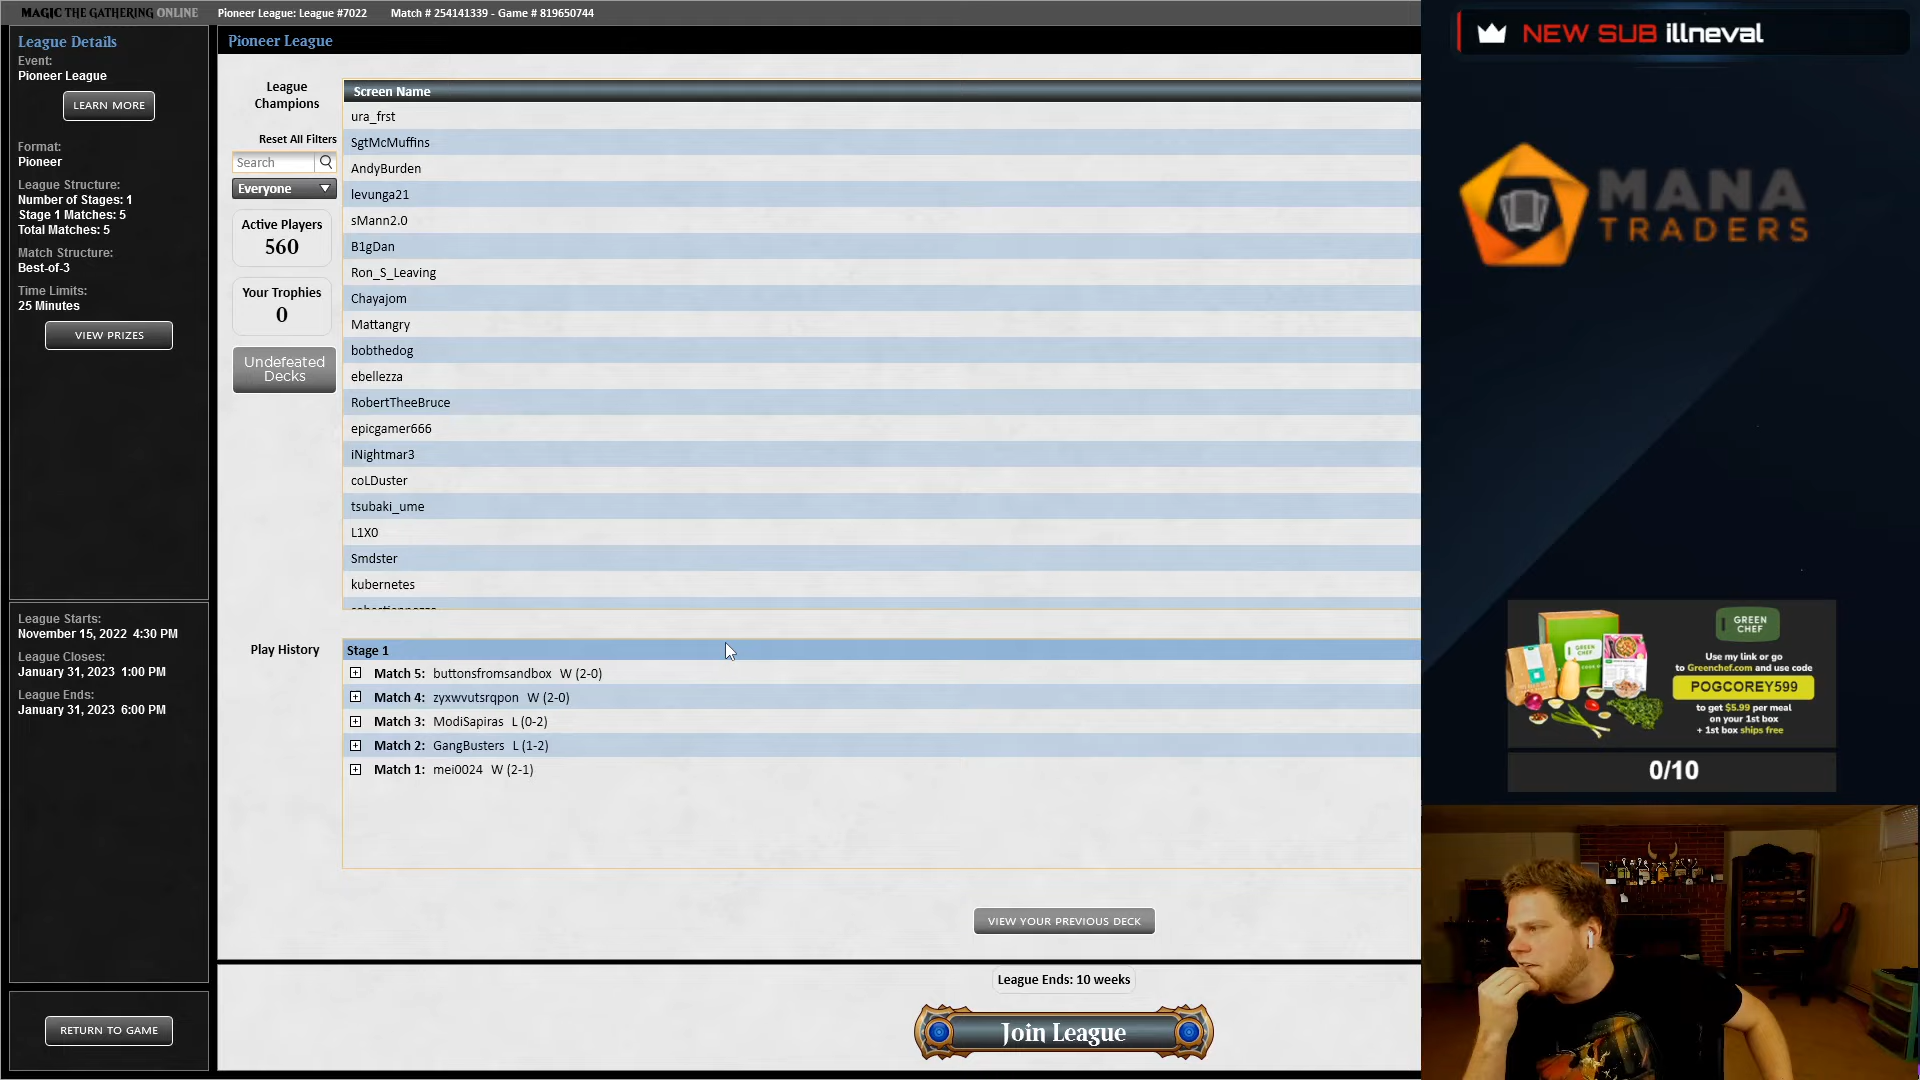 MAGIC THE GATHERING ONLINE
Pioneer League: League #7022
Match # 254141339 - Game # 819650744
League Details
Event:
Pioneer League
LEARN MORE
Format:
Pioneer
League Structure:
Number of Stages: 1
Stage 1 Matches: 5
Total Matches: 5
Match Structure:
Best-of-3
Time Limits:
25 Minutes
VIEW PRIZES
League Starts:
November 15, 2022 4:30 PM
League Closes:
January 31, 2023 1:00 PM
League Ends:
January 31, 2023 6:00 PM
RETURN TO GAME
Pioneer League
League
Champions
Reset All Filters
Search
Everyone
Active Players
560
Your Trophies
0
Undefeated
Decks
Screen Name
ura_frst
SgtMcMuffins
AndyBurden
levunga21
sMann2.0
B1gDan
Ron_S_Leaving
Chayajom
Mattangry
bobthedog
ebellezza
RobertTheeBruce
epicgamer666
iNightmar3
coLDuster
tsubaki_ume
L1X0
Smdster
kubernetes
Play History
Stage 1
Match 5: buttonsfromsandbox W (2-0)
Match 4: zyxwvutsrqpon W (2-0)
Match 3: ModiSapiras L (0-2)
Match 2: GangBusters L (1-2)
Match 1: mei0024 W (2-1)
VIEW YOUR PREVIOUS DECK
League Ends: 10 weeks
Join League
NEW SUB illneval
MANA
TRADERS
GREEN
CHEF
Use my link or go
to Greenchef.com and use code
POGCOREY599
to get $5.99 per meal
on your 1st box
+ 1st box ships free
0/10